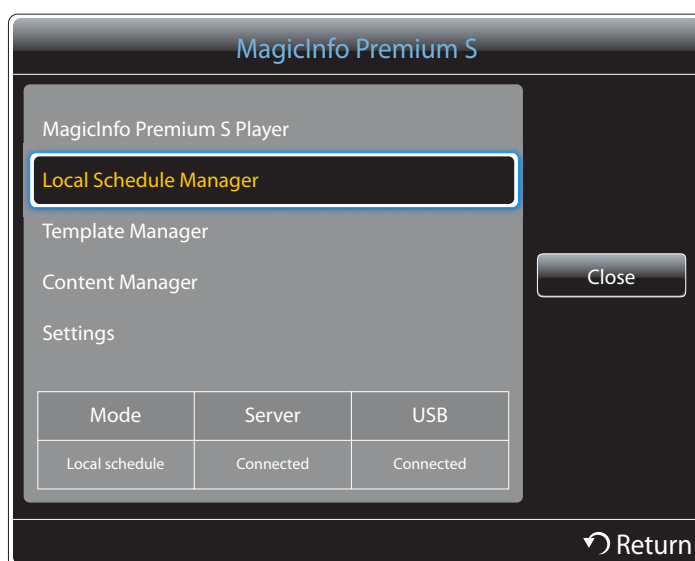 MagicInfo Premium S
MagicInfo Premium S Player
Local Schedule Manager
Template Manager
Content Manager
Settings
Close
Mode Server USB
Local schedule Connected Connected
Return